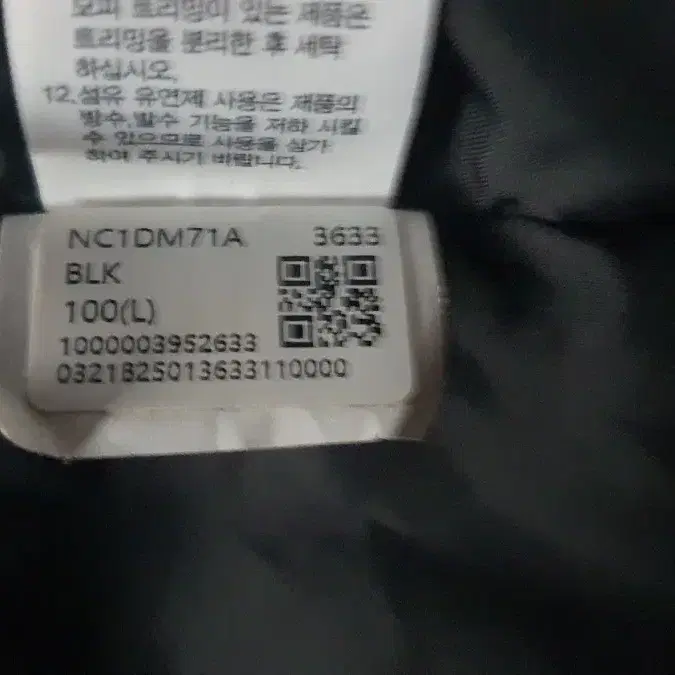 모피 트리밍이 있는 제품은
트리밍을 분리한 후 세탁
하십시오.
12.섬유 유연제 사용은 제품의
방수,발수 기능을 저하 시킬
수 있으므로 사용을 삼가
하여 주시기 바랍니다.
NC1DM71A 3633
BLK
100(L)
1000003952633
0321825013633110000